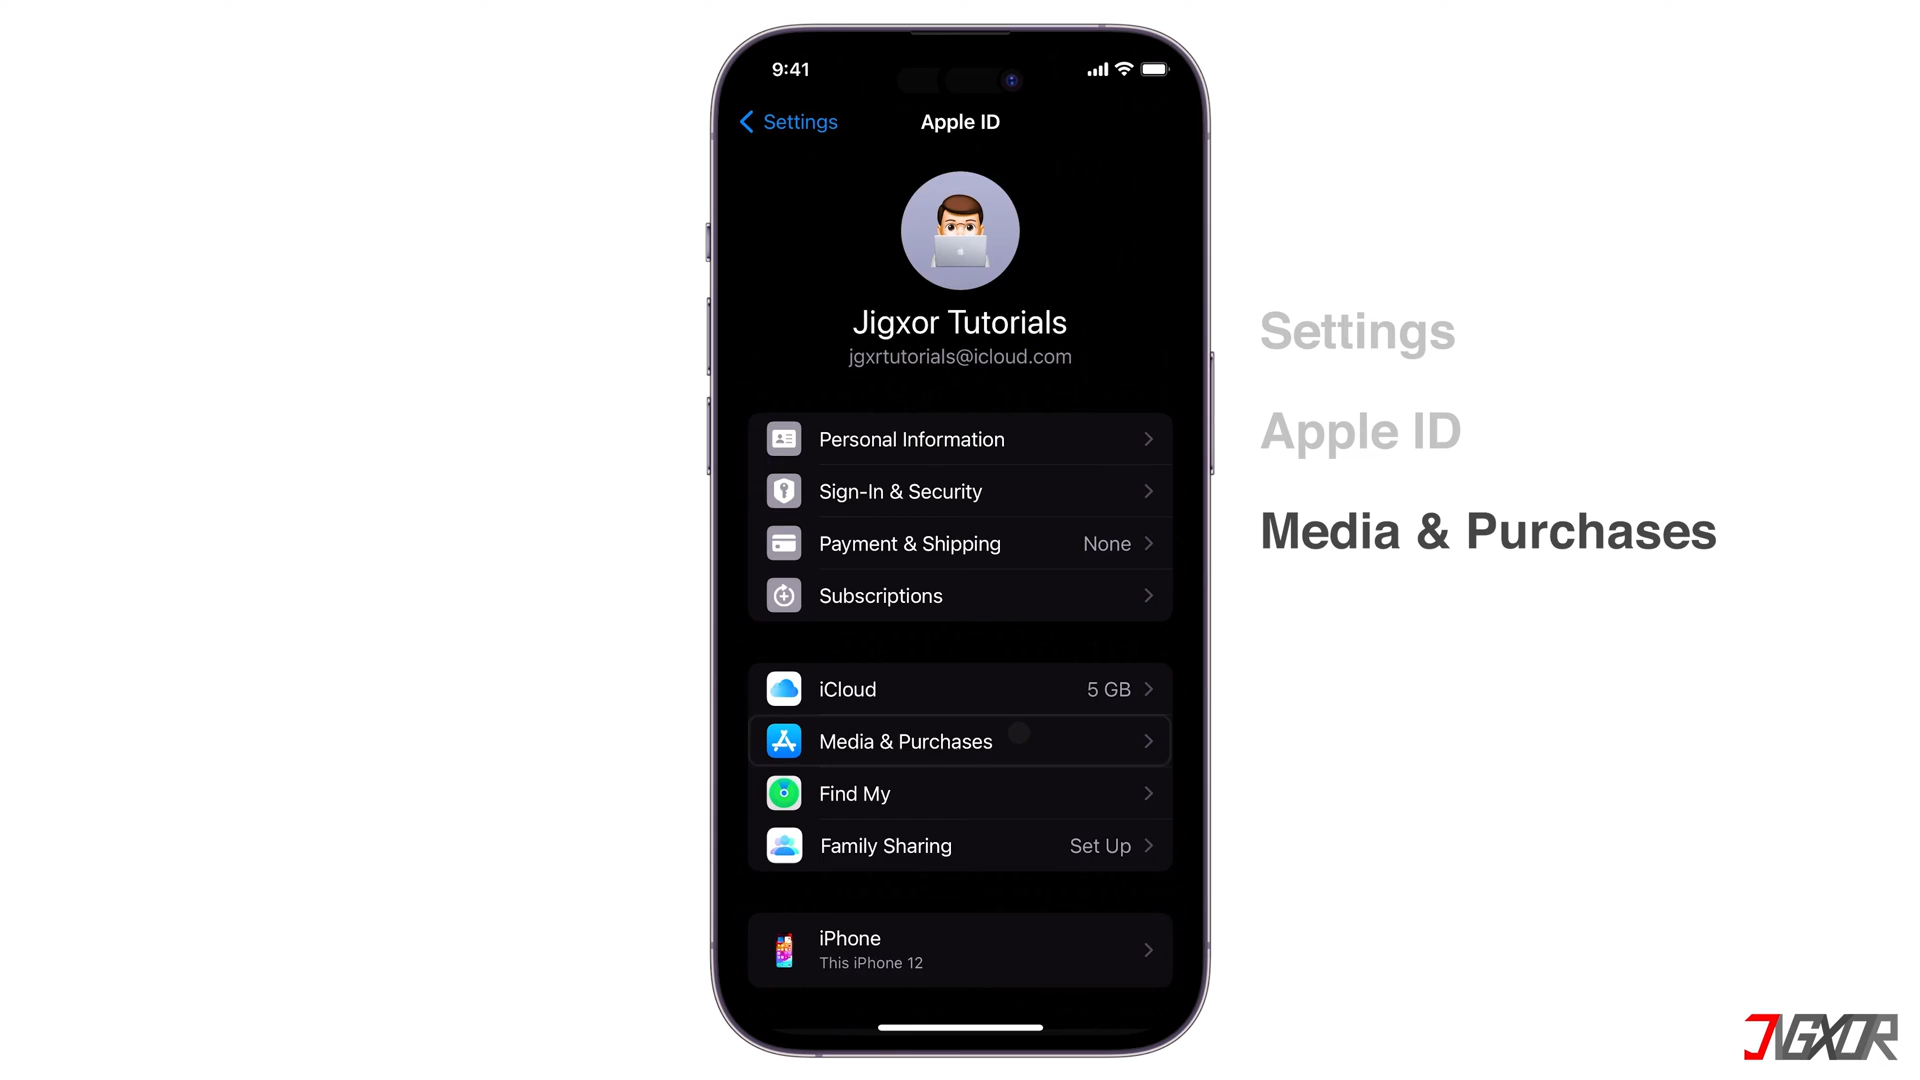 9:41
Settings
Apple ID
Jigxor Tutorials
jgxrtutorials@icloud.com
Personal Information
Sign-In & Security
Payment & Shipping None
Subscriptions
iCloud 5 GB
Media & Purchases
Find My
Family Sharing Set Up
iPhone
This iPhone 12
Settings
Apple ID
Media & Purchases
JIGXOR